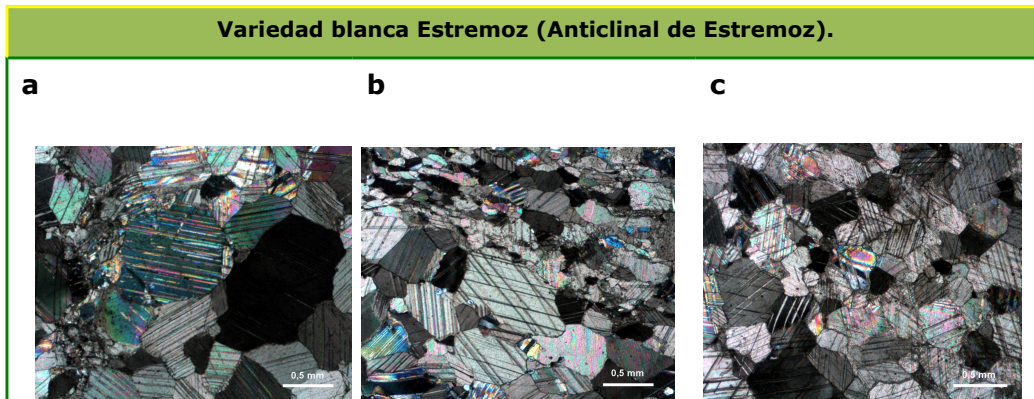 Variedad blanca Estremoz (Anticlinal de Estremoz).
a b c
0,5 mm 0,5 mm 0,5 mm